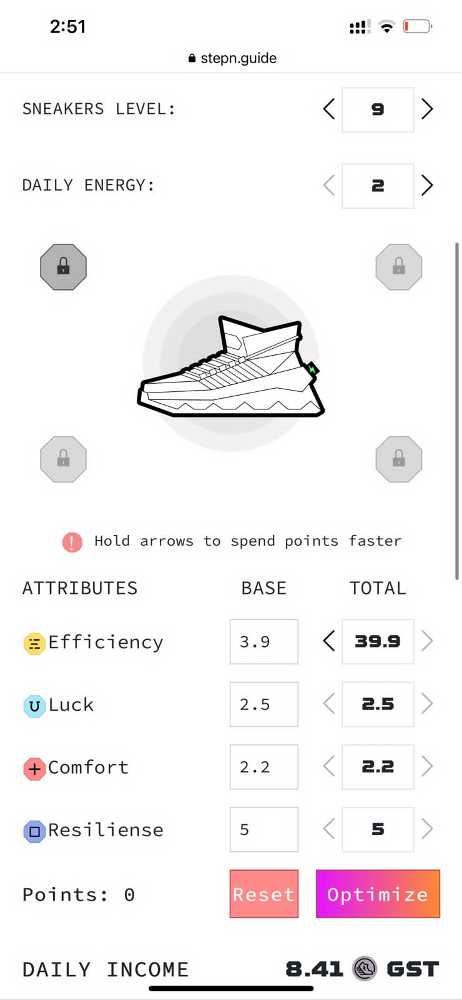 2:51
stepn.guide
SNEAKERS LEVEL: 9
DAILY ENERGY: 2
! Hold arrows to spend points faster
ATTRIBUTES BASE TOTAL
Efficiency 3.9 39.9
Luck 2.5 2.5
Comfort 2.2 2.2
Resiliense 5 5
Points: 0 Reset Optimize
DAILY INCOME 8.41 GST